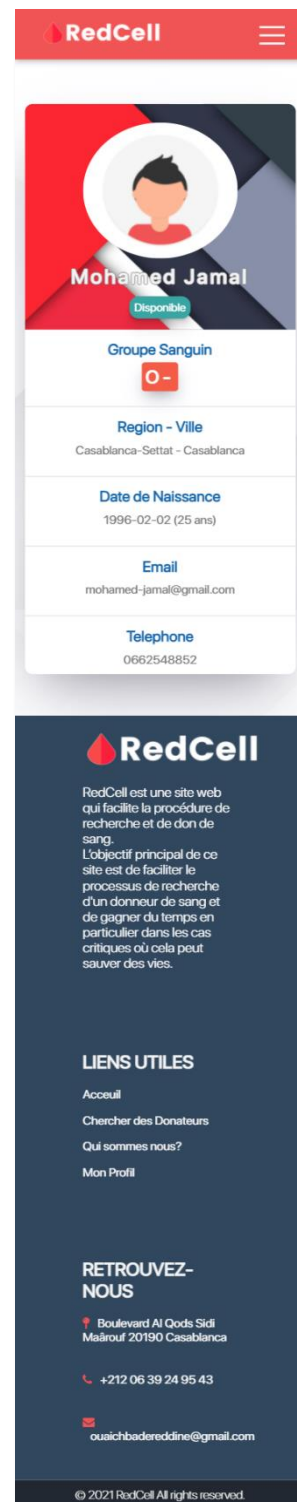 RedCell
Mohamed Jamal
Disponible
Groupe Sanguin
O-
Region - Ville
Casablanca-Settat - Casablanca
Date de Naissance
1996-02-02 (25 ans)
Email
mohamed-jamal@gmail.com
Telephone
0662548852
RedCell
RedCell est une site web
qui facilite la procédure de
recherche et de don de
sang.
L'objectif principal de ce
site est de faciliter le
processus de recherche
d'un donneur de sang et
de gagner du temps en
particulier dans les cas
critiques où cela peut
sauver des vies.
LIENS UTILES
Acceuil
Chercher des Donateurs
Qui sommes nous?
Mon Profil
RETROUVEZ-
NOUS
Boulevard Al Qods Sidi
Maârouf 20190 Casablanca
+212 06 39 24 95 43
ouaichbadereddine@gmail.com
© 2021 RedCell All rights reserved.